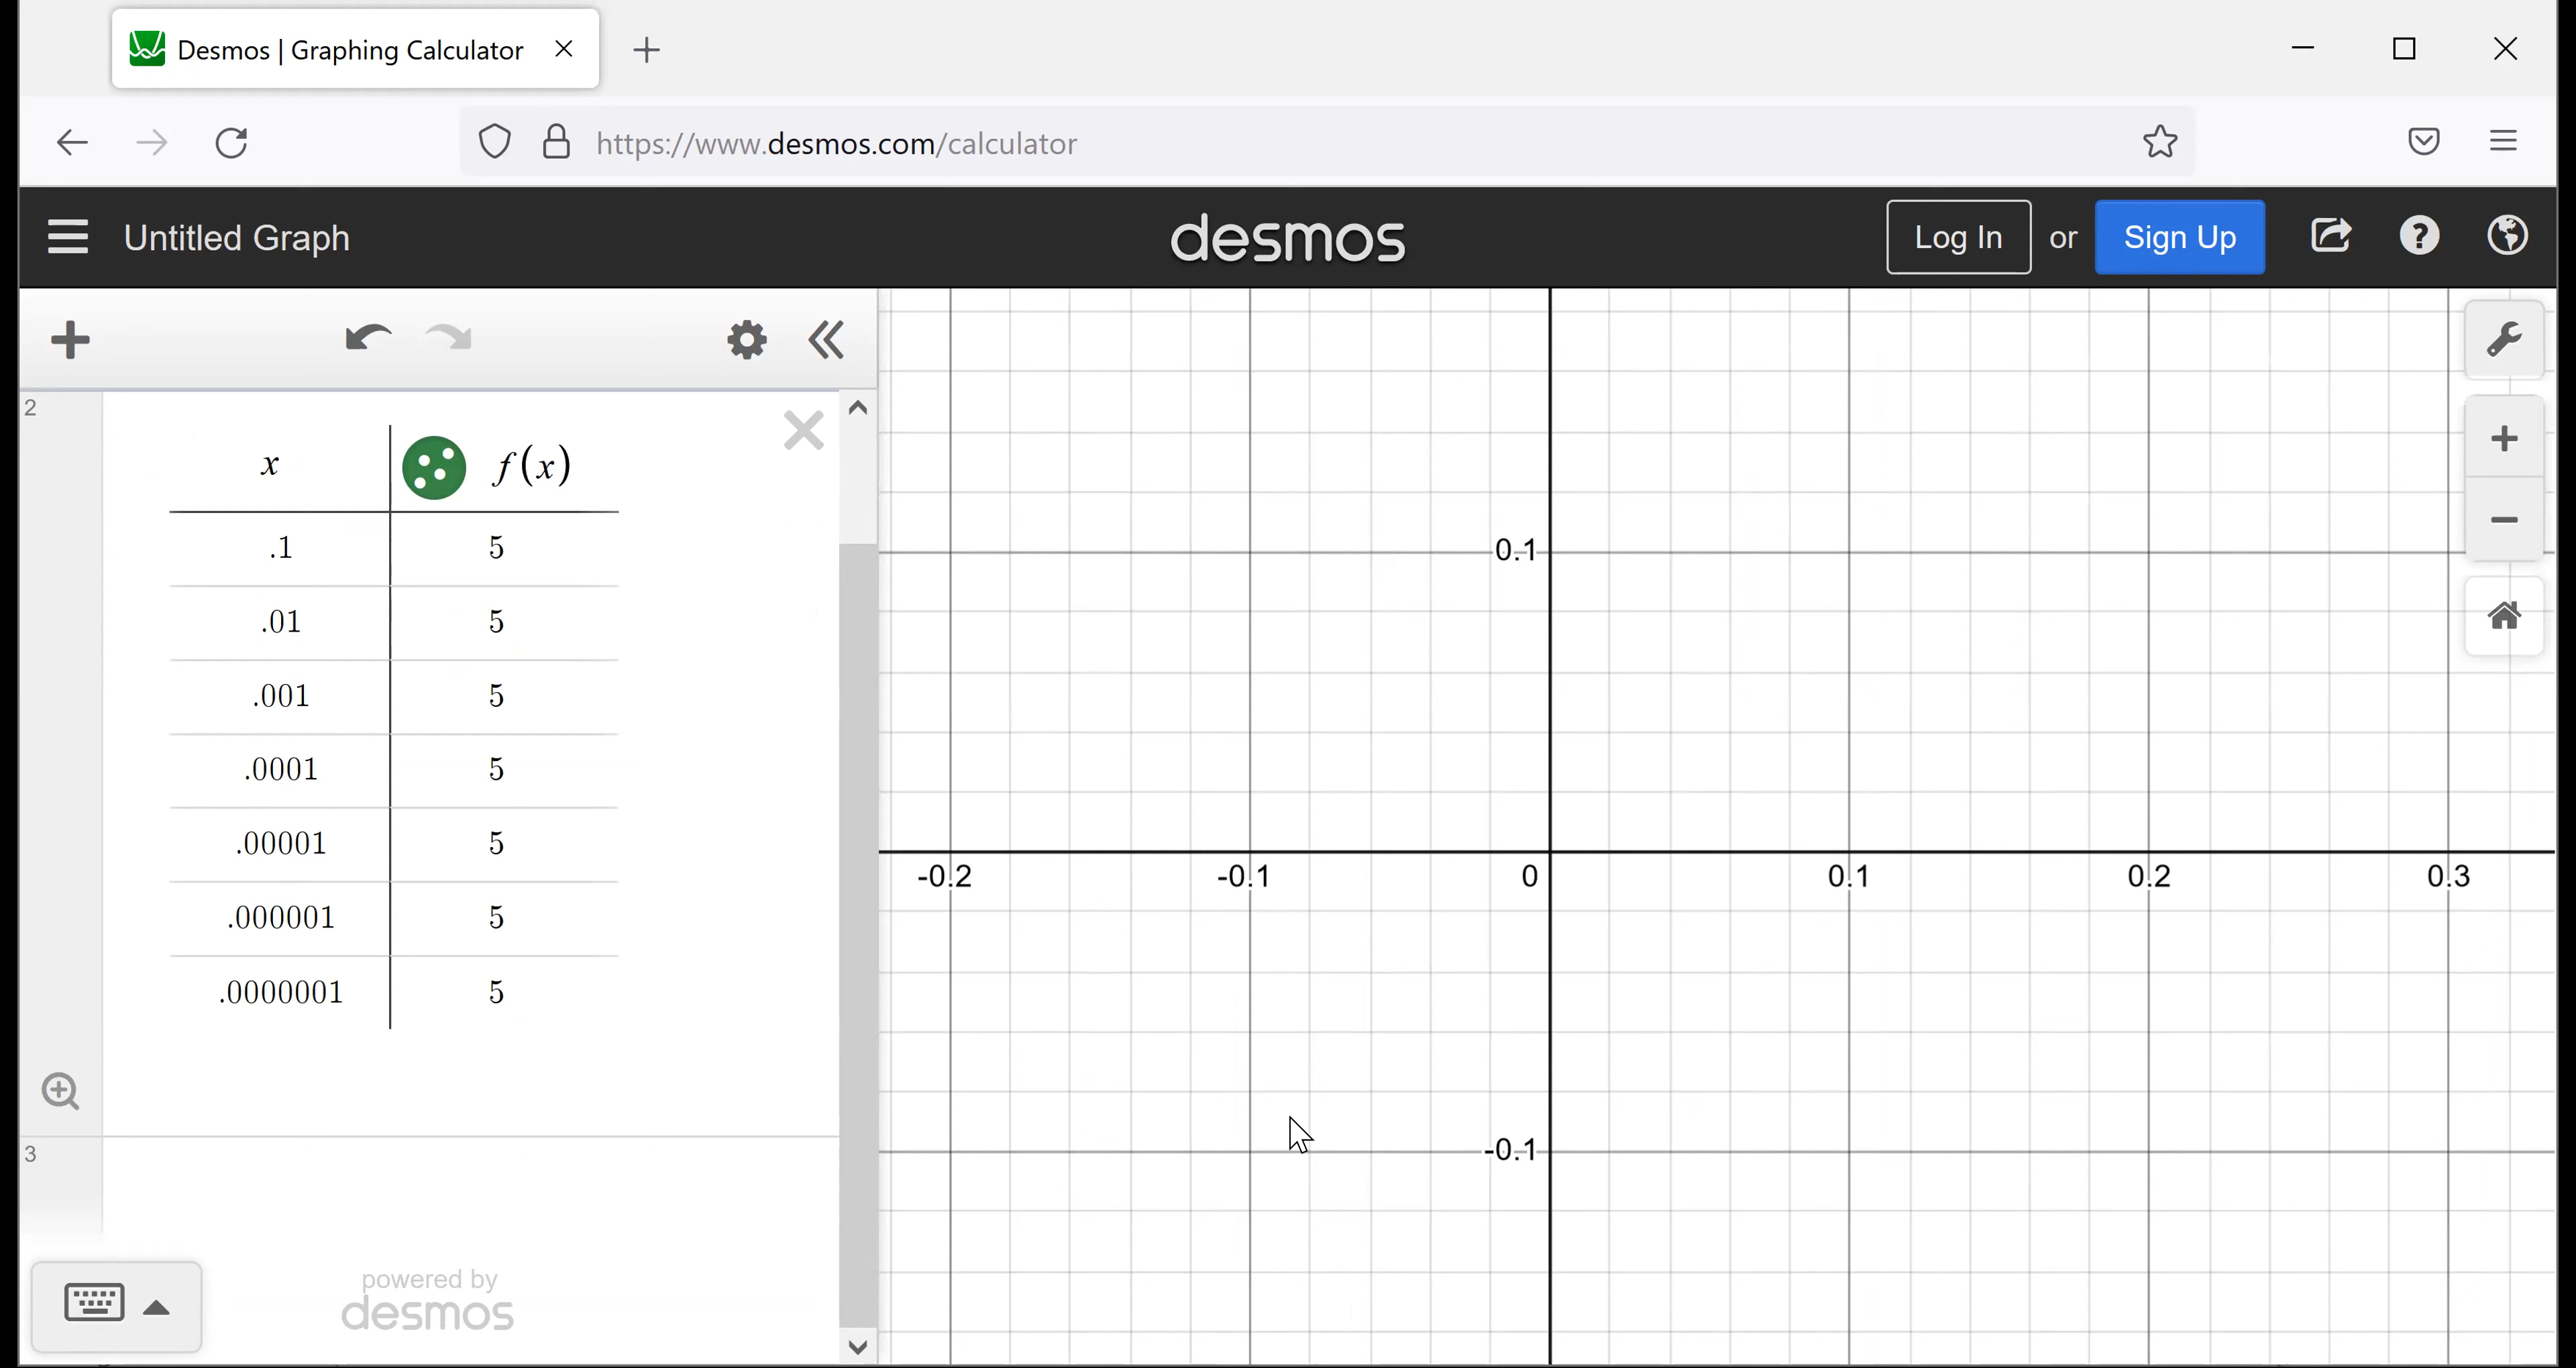 Desmos | Graphing Calculator
https://www.desmos.com/calculator
Untitled Graph
desmos
Log In or Sign Up
2
x f(x)
.1 5
.01 5
.001 5
.0001 5
.00001 5
.000001 5
.0000001 5
3
powered by
desmos
0.1
-0.2 -0.1 0 0.1 0.2 0.3
-0.1